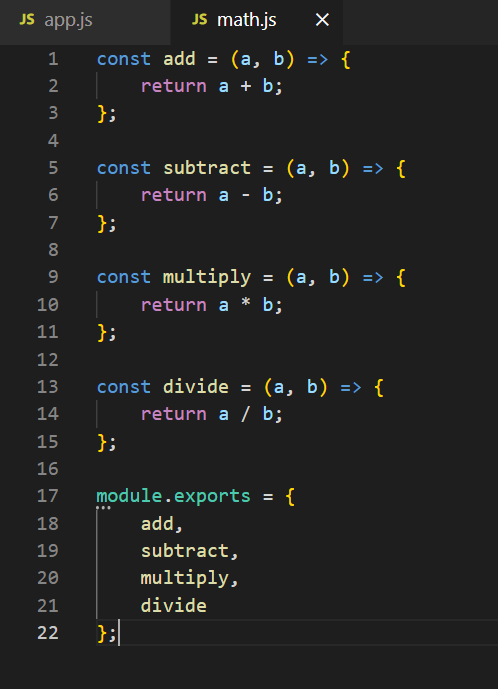 JS app.js JS math.js ×
1 const add = (a, b) => {
2     return a + b;
3 };
4
5 const subtract = (a, b) => {
6     return a - b;
7 };
8
9 const multiply = (a, b) => {
10     return a * b;
11 };
12
13 const divide = (a, b) => {
14     return a / b;
15 };
16
17 module.exports = {
18     add,
19     subtract,
20     multiply,
21     divide
22 };